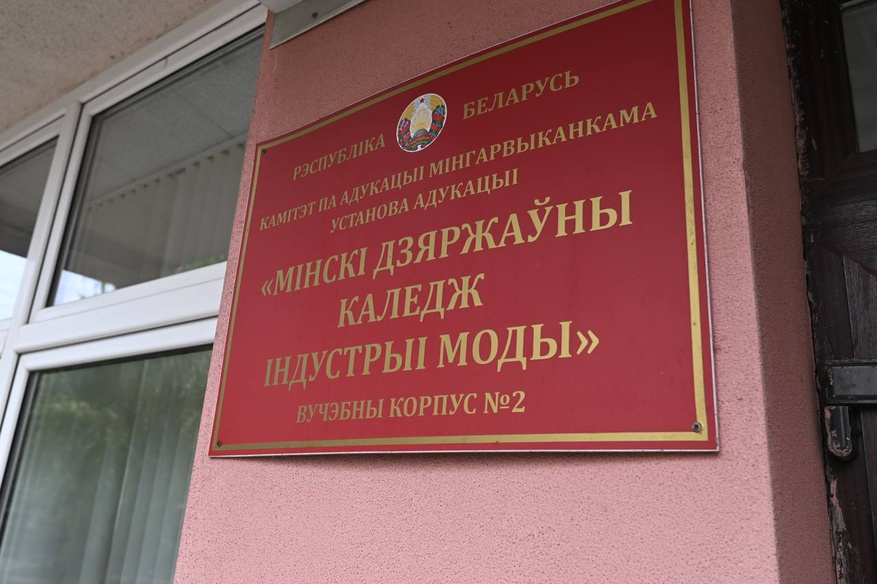 РЭСПУБЛІКА БЕЛАРУСЬ
КАМІТЭТ ПА АДУКАЦЫІ МІНГАРВЫКАНКАМА
УСТАНОВА АДУКАЦЫІ
«МІНСКІ ДЗЯРЖАЎНЫ
КАЛЕДЖ
ІНДУСТРЫІ МОДЫ»
ВУЧЭБНЫ КОРПУС №2